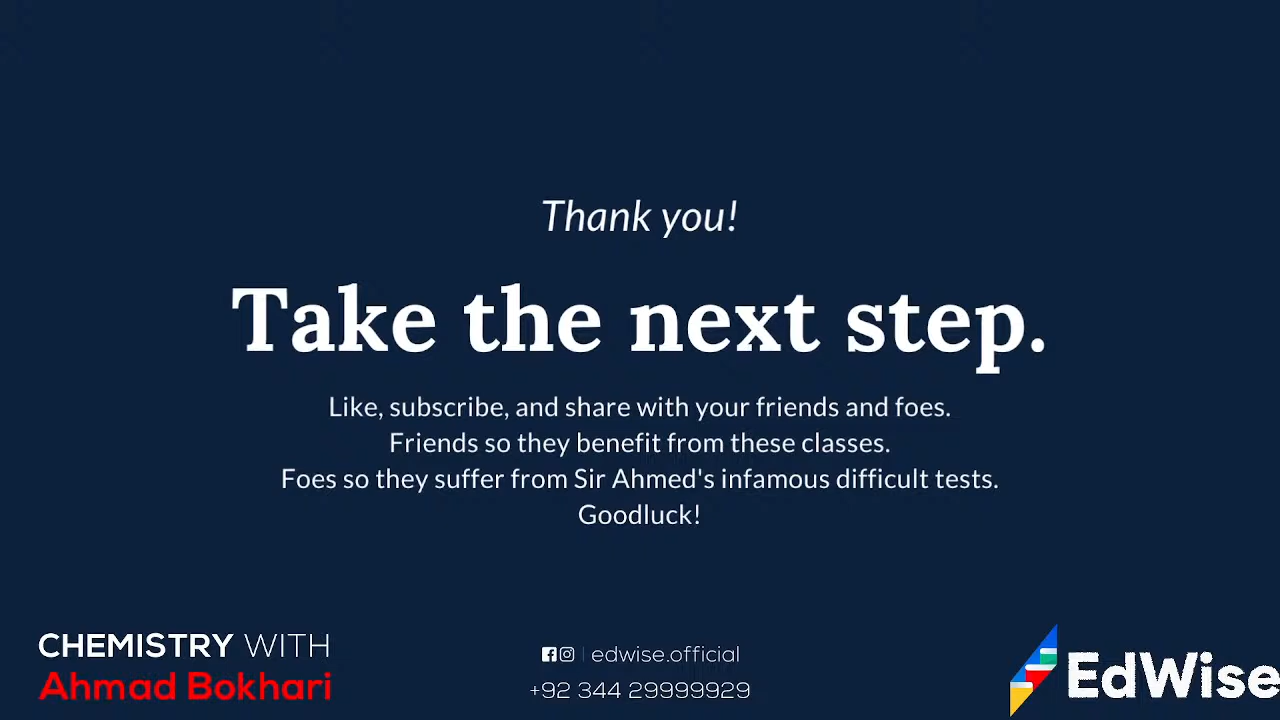 Thank you!
Take the next step.
Like, subscribe, and share with your friends and foes.
Friends so they benefit from these classes.
Foes so they suffer from Sir Ahmed's infamous difficult tests.
Goodluck!
CHEMISTRY WITH
Ahmad Bokhari
| edwise.official
+92 344 29999929
EdWise